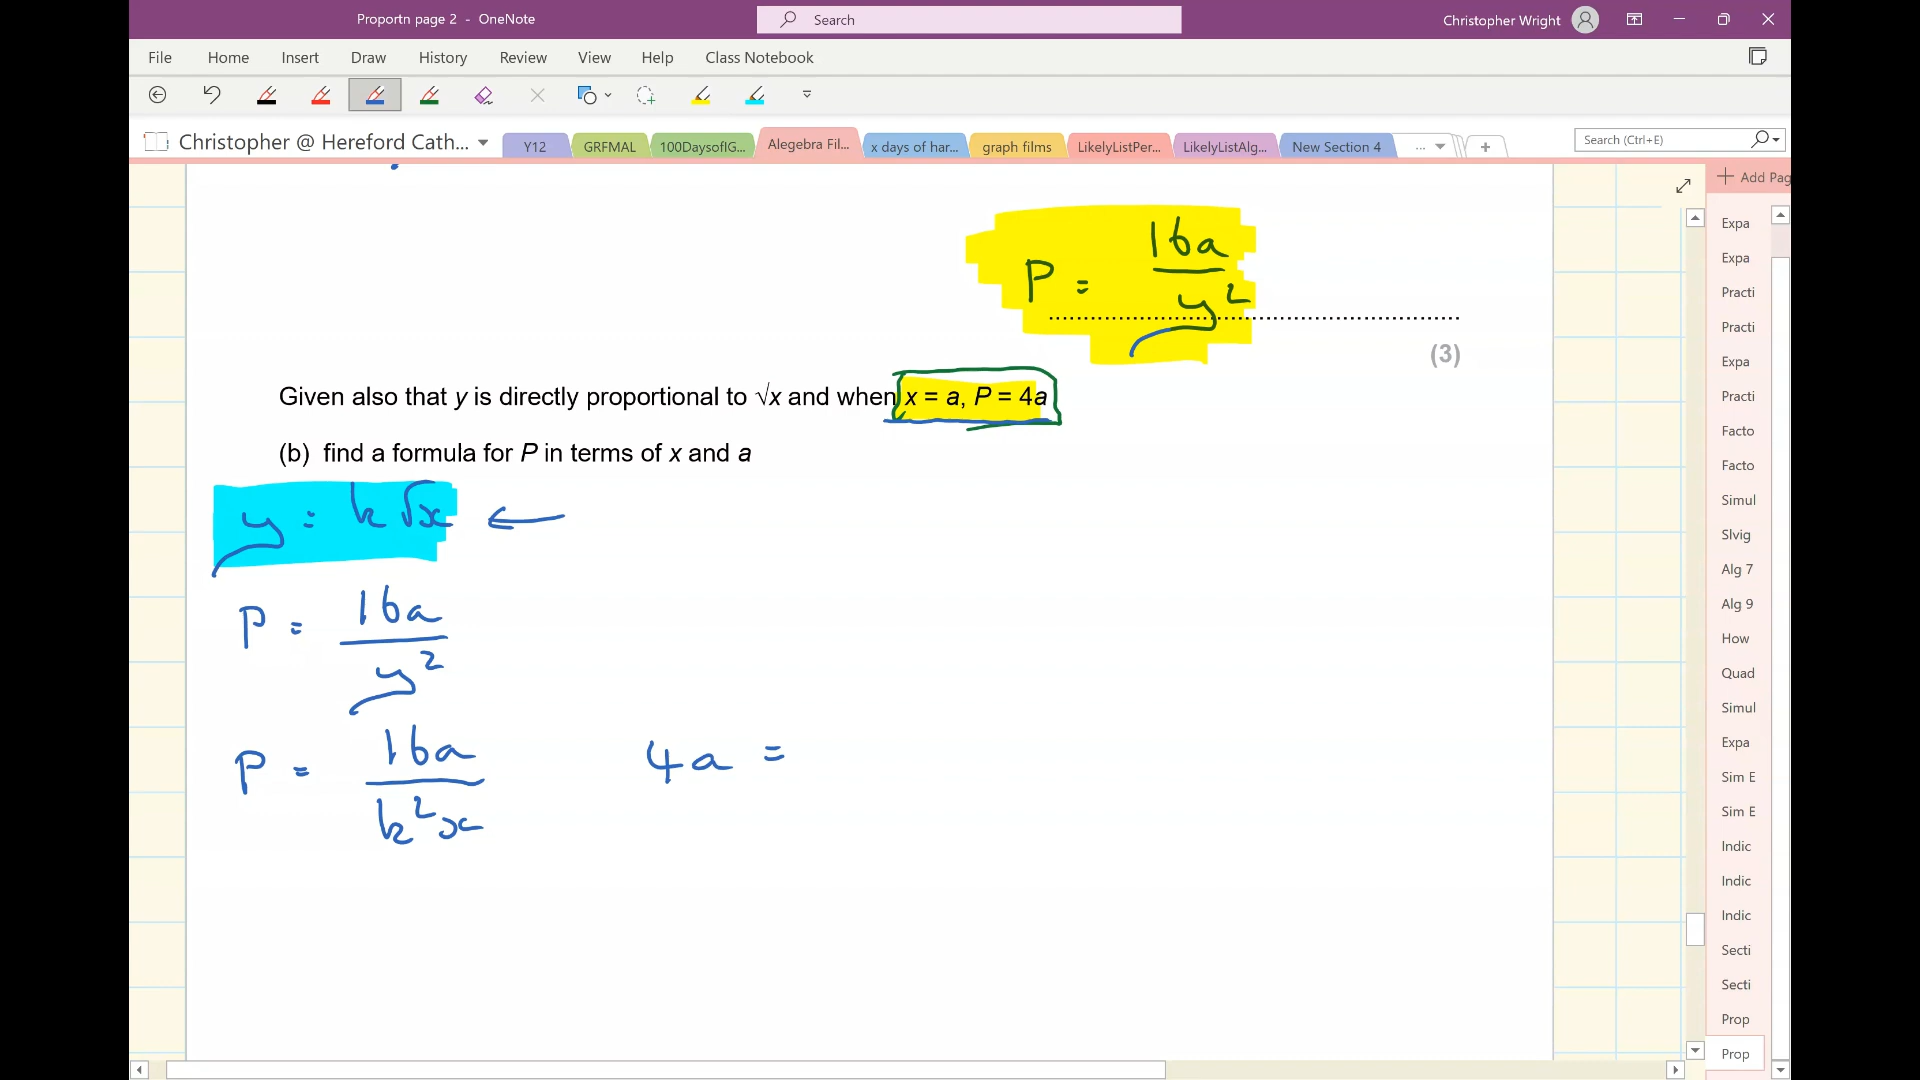 Proportn page 2 - OneNote
Search
Christopher Wright
File Home Insert Draw History Review View Help Class Notebook
Christopher @ Hereford Cath...
Y12
GRFMAL
100DaysofIG...
Alegebra Fil...
x days of har...
graph films
LikelyListPer...
LikelyListAlg...
New Section 4
...
+
Search (Ctrl+E)
+ Add Pag
P = 16a / y²
(3)
Given also that y is directly proportional to √x and when x = a, P = 4a
(b) find a formula for P in terms of x and a
y = k√x ←
P = 16a / y²
P = 16a / k²x
4a =
Expa
Expa
Practi
Practi
Expa
Practi
Facto
Facto
Simul
Slvig
Alg 7
Alg 9
How
Quad
Simul
Expa
Sim E
Sim E
Indic
Indic
Indic
Secti
Secti
Prop
Prop